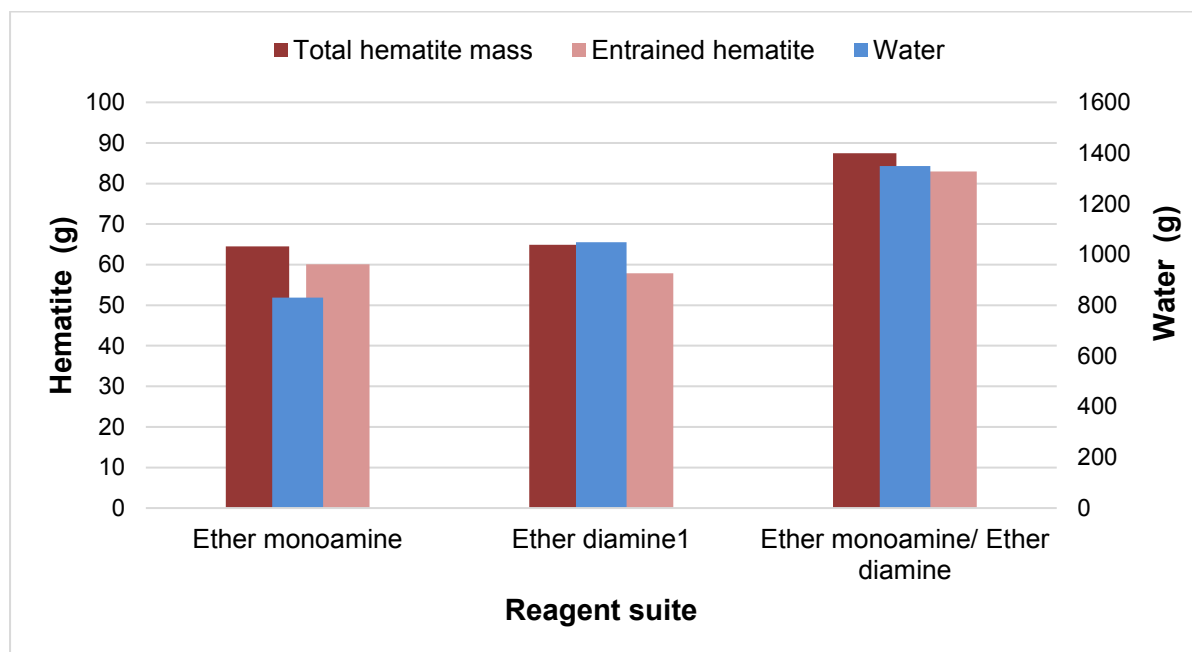 Total hematite mass Entrained hematite Water
100
90
80
70
60
50
40
30
20
10
0
Hematite (g)
1600
1400
1200
1000
800
600
400
200
0
Water (g)
Ether monoamine
Ether diamine1
Ether monoamine/ Ether
diamine
Reagent suite